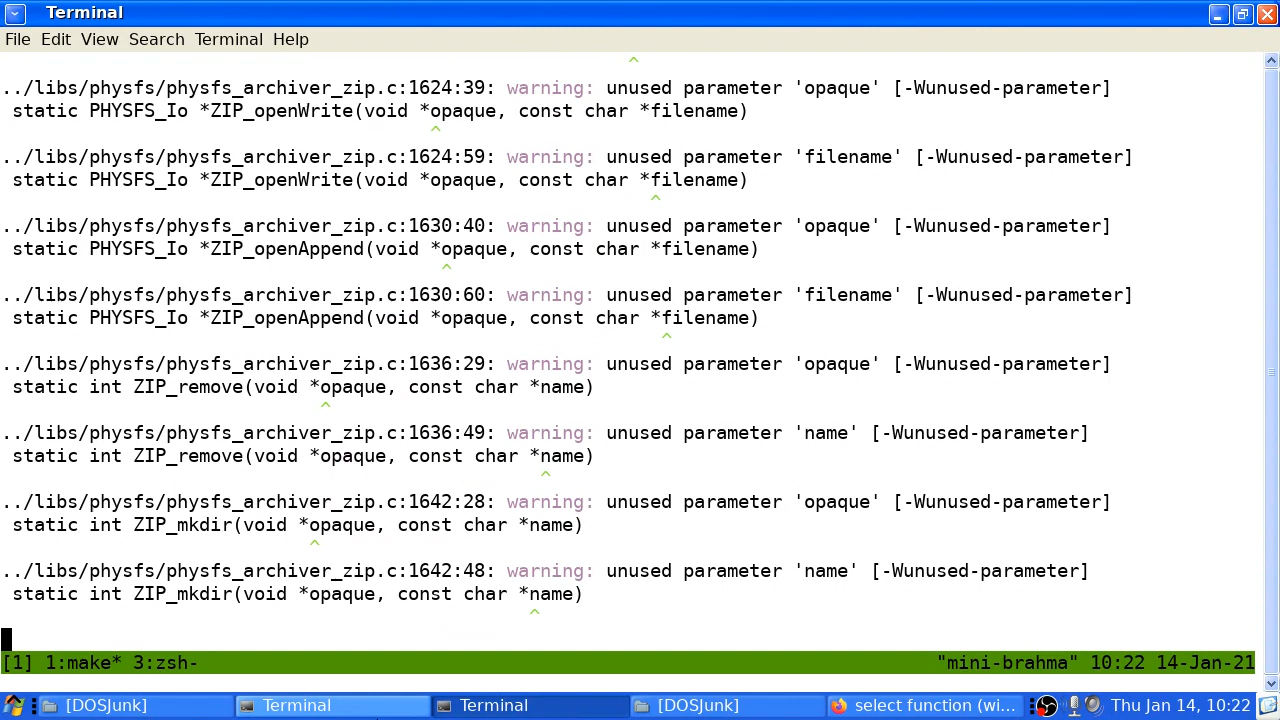 Terminal
File Edit View Search Terminal Help
^
../libs/physfs/physfs_archiver_zip.c:1624:39: warning: unused parameter 'opaque' [-Wunused-parameter]
static PHYSFS_Io *ZIP_openWrite(void *opaque, const char *filename)
^
../libs/physfs/physfs_archiver_zip.c:1624:59: warning: unused parameter 'filename' [-Wunused-parameter]
static PHYSFS_Io *ZIP_openWrite(void *opaque, const char *filename)
^
../libs/physfs/physfs_archiver_zip.c:1630:40: warning: unused parameter 'opaque' [-Wunused-parameter]
static PHYSFS_Io *ZIP_openAppend(void *opaque, const char *filename)
^
../libs/physfs/physfs_archiver_zip.c:1630:60: warning: unused parameter 'filename' [-Wunused-parameter]
static PHYSFS_Io *ZIP_openAppend(void *opaque, const char *filename)
^
../libs/physfs/physfs_archiver_zip.c:1636:29: warning: unused parameter 'opaque' [-Wunused-parameter]
static int ZIP_remove(void *opaque, const char *name)
^
../libs/physfs/physfs_archiver_zip.c:1636:49: warning: unused parameter 'name' [-Wunused-parameter]
static int ZIP_remove(void *opaque, const char *name)
^
../libs/physfs/physfs_archiver_zip.c:1642:28: warning: unused parameter 'opaque' [-Wunused-parameter]
static int ZIP_mkdir(void *opaque, const char *name)
^
../libs/physfs/physfs_archiver_zip.c:1642:48: warning: unused parameter 'name' [-Wunused-parameter]
static int ZIP_mkdir(void *opaque, const char *name)
^
[1] 1:make* 3:zsh- "mini-brahma" 10:22 14-Jan-21
[DOSJunk] Terminal Terminal [DOSJunk] select function (wi... Thu Jan 14, 10:22